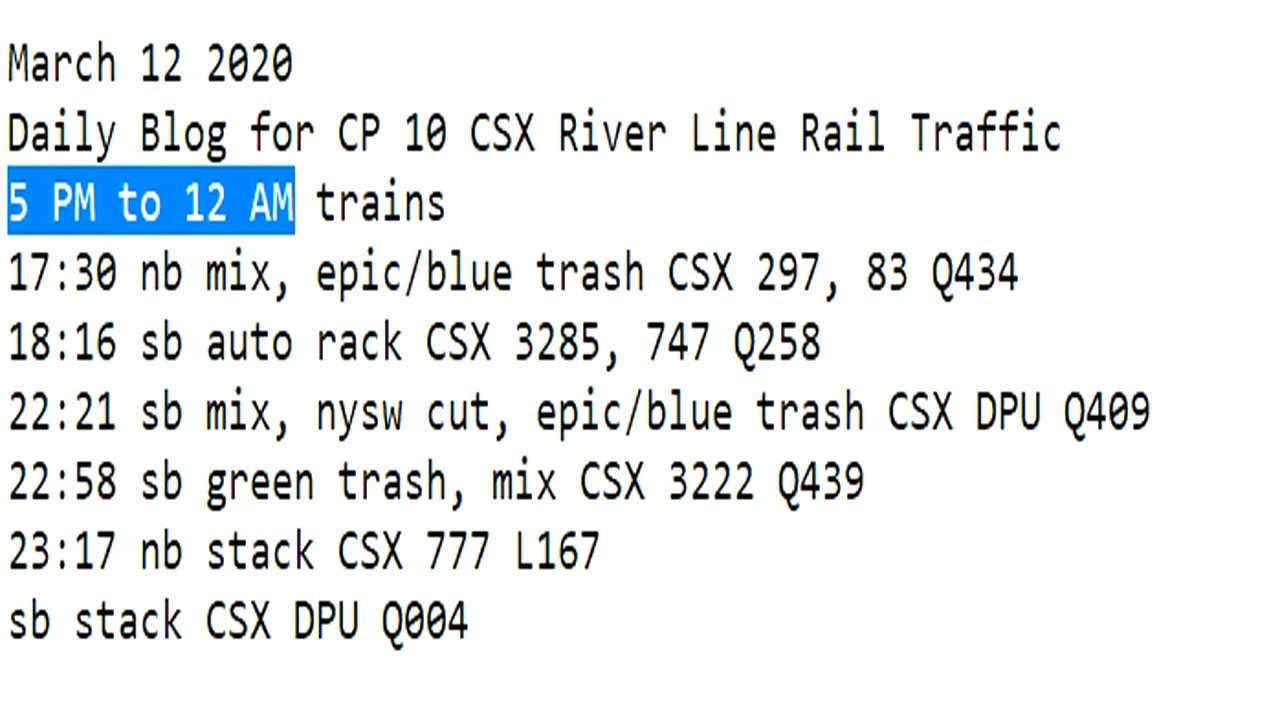 March 12 2020
Daily Blog for CP 10 CSX River Line Rail Traffic
5 PM to 12 AM trains
17:30 nb mix, epic/blue trash CSX 297, 83 Q434
18:16 sb auto rack CSX 3285, 747 Q258
22:21 sb mix, nysw cut, epic/blue trash CSX DPU Q409
22:58 sb green trash, mix CSX 3222 Q439
23:17 nb stack CSX 777 L167
sb stack CSX DPU Q004